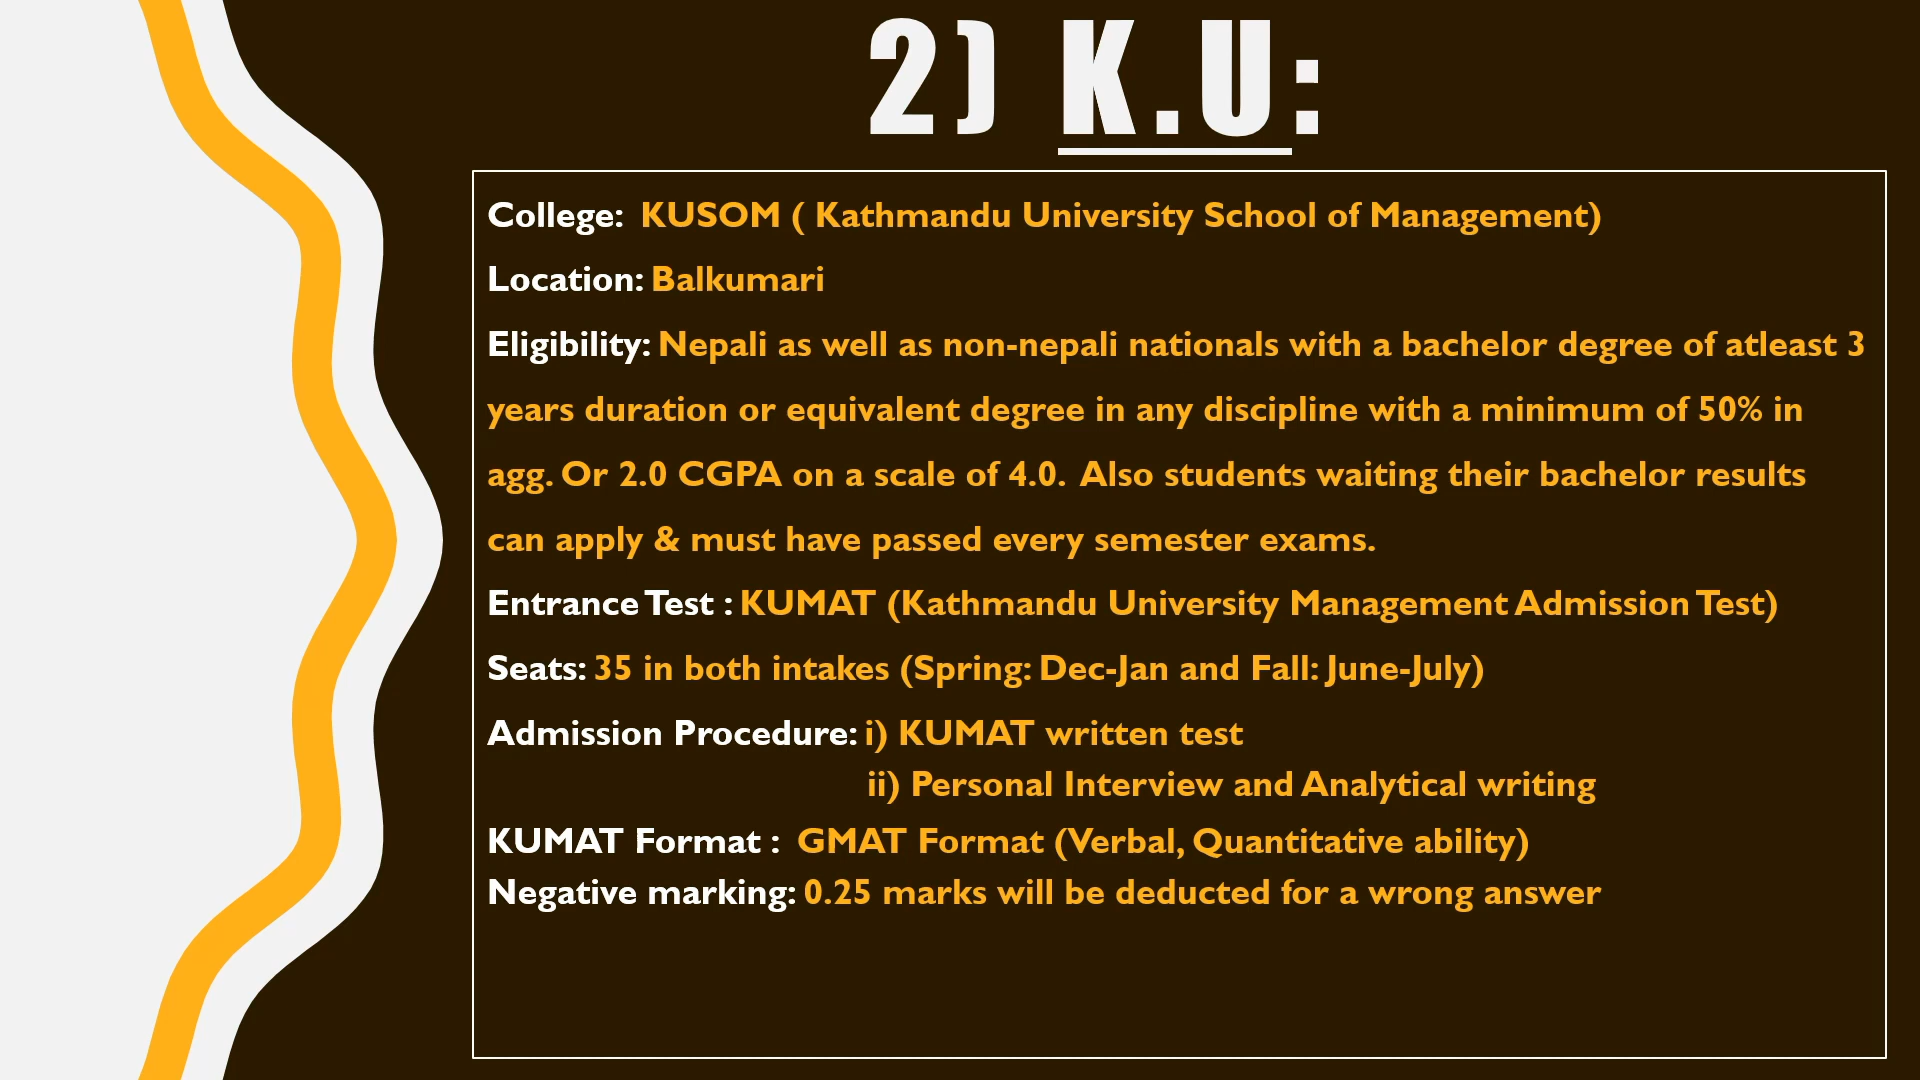 2) K.U:
College: KUSOM ( Kathmandu University School of Management)
Location: Balkumari
Eligibility: Nepali as well as non-nepali nationals with a bachelor degree of atleast 3
years duration or equivalent degree in any discipline with a minimum of 50% in
agg. Or 2.0 CGPA on a scale of 4.0. Also students waiting their bachelor results
can apply & must have passed every semester exams.
Entrance Test : KUMAT (Kathmandu University Management Admission Test)
Seats: 35 in both intakes (Spring: Dec-Jan and Fall: June-July)
Admission Procedure: i) KUMAT written test
ii) Personal Interview and Analytical writing
KUMAT Format : GMAT Format (Verbal, Quantitative ability)
Negative marking: 0.25 marks will be deducted for a wrong answer